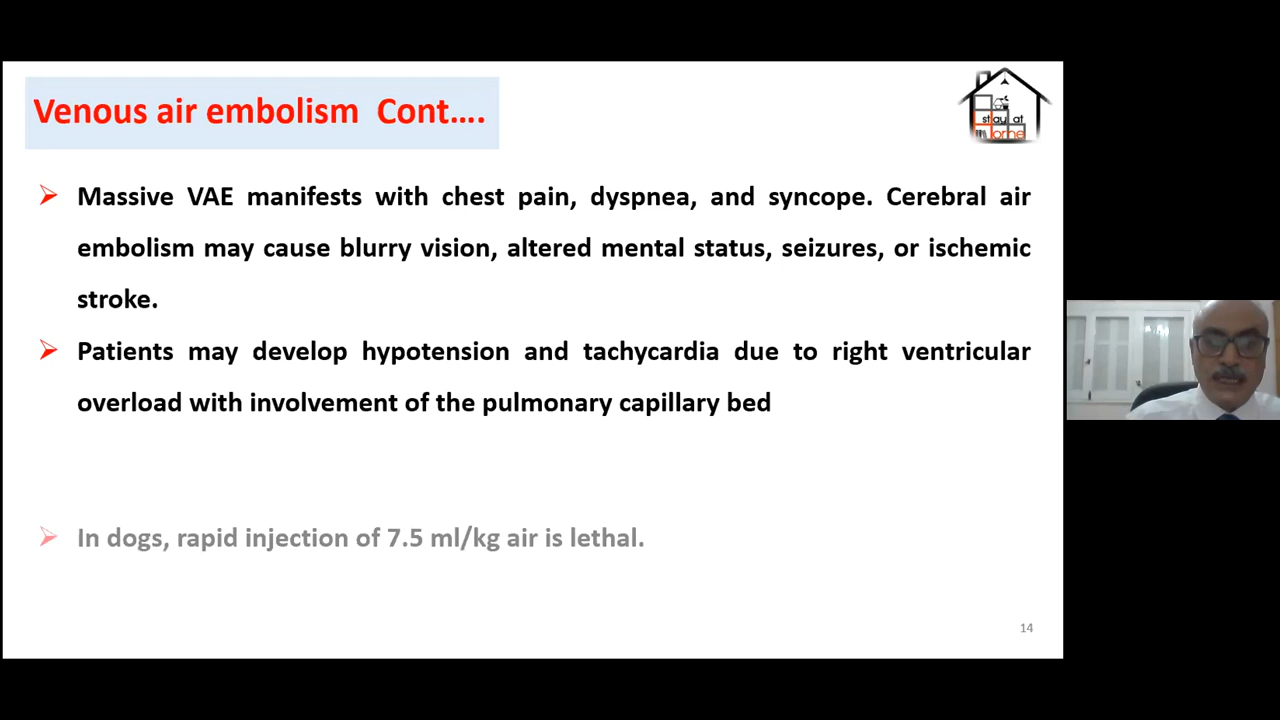 Venous air embolism Cont....
stay at
home
Massive VAE manifests with chest pain, dyspnea, and syncope. Cerebral air
embolism may cause blurry vision, altered mental status, seizures, or ischemic
stroke.
Patients may develop hypotension and tachycardia due to right ventricular
overload with involvement of the pulmonary capillary bed
In dogs, rapid injection of 7.5 ml/kg air is lethal.
14